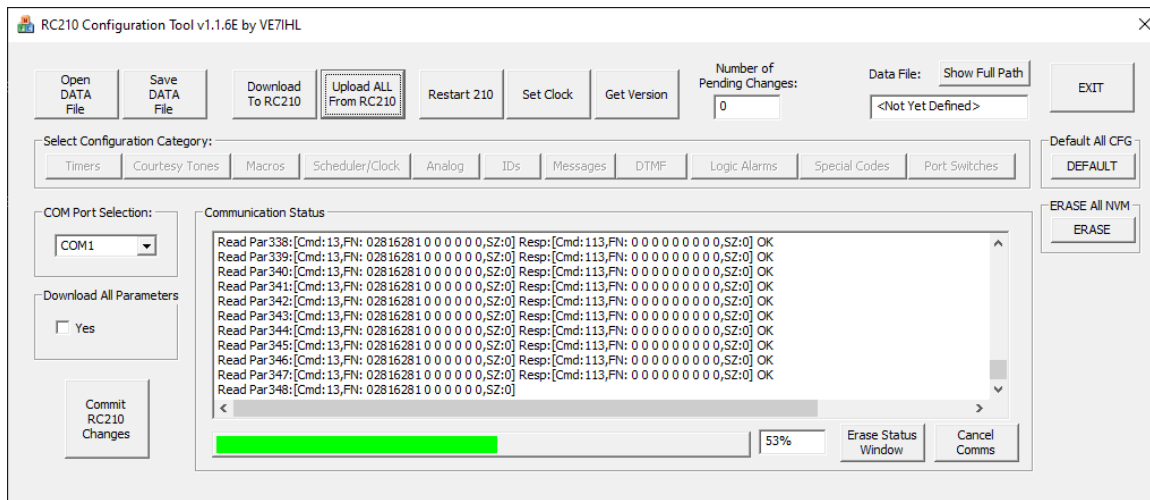 RC210 Configuration Tool v1.1.6E by VE7IHL
Open
DATA
File
Save
DATA
File
Download
To RC210
Upload ALL
From RC210
Restart 210
Set Clock
Get Version
Number of
Pending Changes:
0
Data File:
Show Full Path
<Not Yet Defined>
EXIT
Select Configuration Category:
Timers
Courtesy Tones
Macros
Scheduler/Clock
Analog
IDs
Messages
DTMF
Logic Alarms
Special Codes
Port Switches
Default All CFG
DEFAULT
COM Port Selection:
COM1
Download All Parameters
Yes
Commit
RC210
Changes
Communication Status
Read Par338:[Cmd:13,FN: 02816281 0 0 0 0 0 0,SZ:0] Resp:[Cmd:113,FN: 0 0 0 0 0 0 0 0 0,SZ:0] OK
Read Par339:[Cmd:13,FN: 02816281 0 0 0 0 0 0,SZ:0] Resp:[Cmd:113,FN: 0 0 0 0 0 0 0 0 0,SZ:0] OK
Read Par340:[Cmd:13,FN: 02816281 0 0 0 0 0 0,SZ:0] Resp:[Cmd:113,FN: 0 0 0 0 0 0 0 0 0,SZ:0] OK
Read Par341:[Cmd:13,FN: 02816281 0 0 0 0 0 0,SZ:0] Resp:[Cmd:113,FN: 0 0 0 0 0 0 0 0 0,SZ:0] OK
Read Par342:[Cmd:13,FN: 02816281 0 0 0 0 0 0,SZ:0] Resp:[Cmd:113,FN: 0 0 0 0 0 0 0 0 0,SZ:0] OK
Read Par343:[Cmd:13,FN: 02816281 0 0 0 0 0 0,SZ:0] Resp:[Cmd:113,FN: 0 0 0 0 0 0 0 0 0,SZ:0] OK
Read Par344:[Cmd:13,FN: 02816281 0 0 0 0 0 0,SZ:0] Resp:[Cmd:113,FN: 0 0 0 0 0 0 0 0 0,SZ:0] OK
Read Par345:[Cmd:13,FN: 02816281 0 0 0 0 0 0,SZ:0] Resp:[Cmd:113,FN: 0 0 0 0 0 0 0 0 0,SZ:0] OK
Read Par346:[Cmd:13,FN: 02816281 0 0 0 0 0 0,SZ:0] Resp:[Cmd:113,FN: 0 0 0 0 0 0 0 0 0,SZ:0] OK
Read Par347:[Cmd:13,FN: 02816281 0 0 0 0 0 0,SZ:0] Resp:[Cmd:113,FN: 0 0 0 0 0 0 0 0 0,SZ:0] OK
Read Par348:[Cmd:13,FN: 02816281 0 0 0 0 0 0,SZ:0]
53%
Erase Status
Window
Cancel
Comms
ERASE All NVM
ERASE